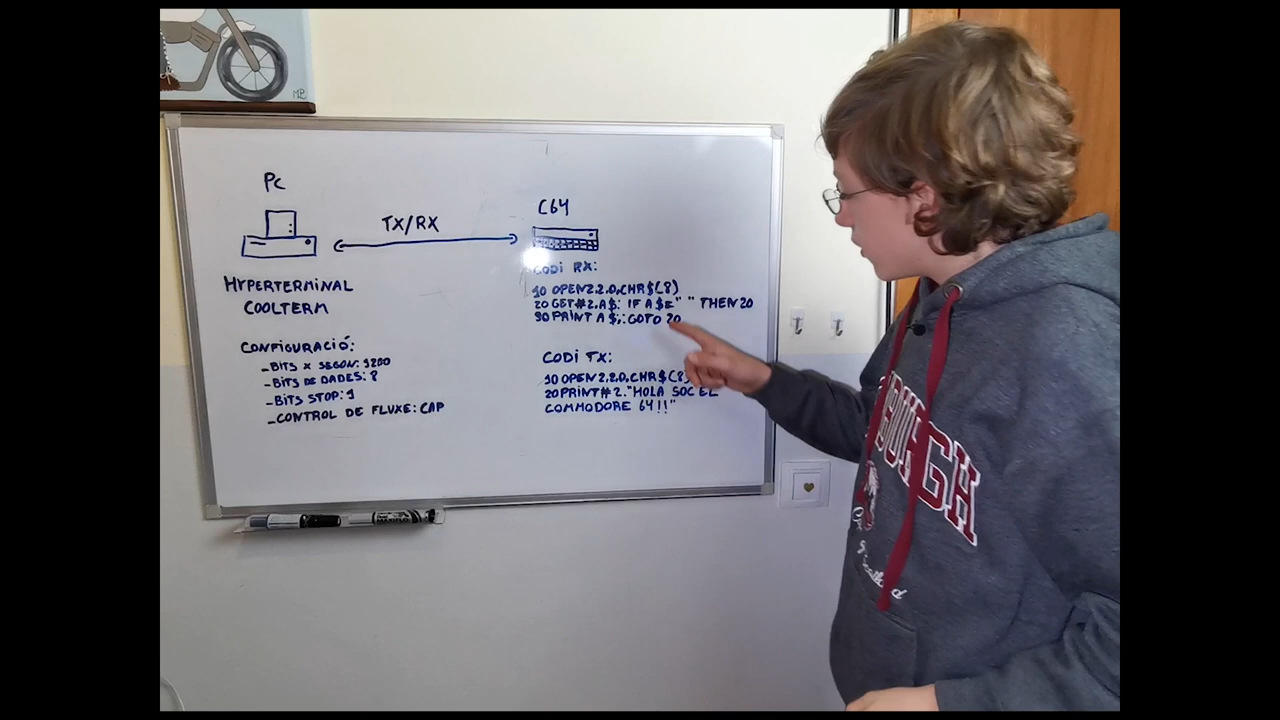 MB
PC
TX/RX
C64
HYPERTERMINAL
COOLTERM
CONFIGURACIÓ:
-BITS X SEGON: 1200
-BITS DE DADES: 8
-BITS STOP: 1
-CONTROL DE FLUXE: CAP
CODI RX:
10 OPEN2,2,0,CHR$(8)
20 GET#2,A$: IF A$=" " THEN 20
30 PRINT A$;:GOTO 20
CODI TX:
10 OPEN2,2,0,CHR$(8)
20 PRINT#2,"HOLA SOC EL
COMMODORE 64!!"